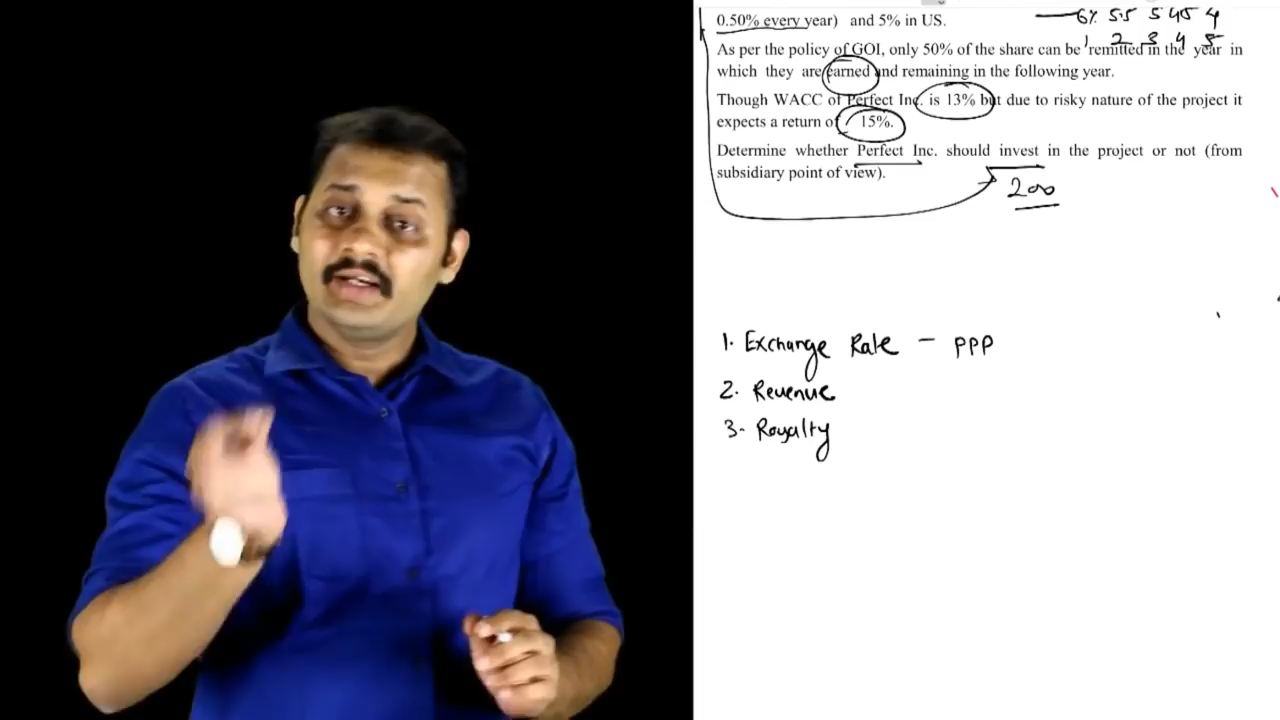 0.50% every year) and 5% in US.
6% 5.5 5 4.5 4
1 2 3 4 5
As per the policy of GOI, only 50% of the share can be remitted in the year in
which they are earned and remaining in the following year.
Though WACC of Perfect Inc. is 13% but due to risky nature of the project it
expects a return of 15%.
Determine whether Perfect Inc. should invest in the project or not (from
subsidiary point of view).
200
1. Exchange Rate - PPP
2. Revenue
3. Royalty